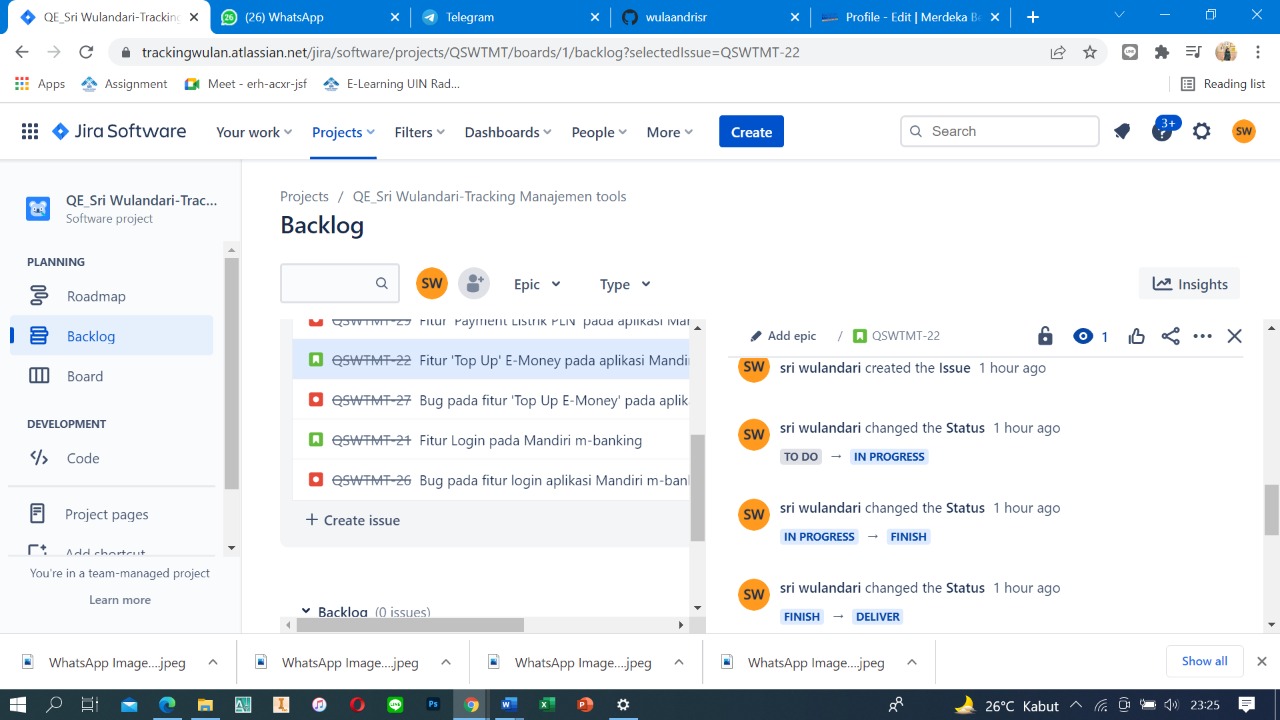 QE_Sri Wulandari-Tracking
(26) WhatsApp
Telegram
wulaandrisr
Profile - Edit | Merdeka Be
trackingwulan.atlassian.net/jira/software/projects/QSWTMT/boards/1/backlog?selectedIssue=QSWTMT-22
Apps
Assignment
Meet - erh-acxr-jsf
E-Learning UIN Rad...
Reading list
Jira Software
Your work
Projects
Filters
Dashboards
People
More
Create
Search
3+
SW
QE_Sri Wulandari-Trac...
Software project
PLANNING
Roadmap
Backlog
Board
DEVELOPMENT
Code
Project pages
Add shortcut
You're in a team-managed project
Learn more
Projects / QE_Sri Wulandari-Tracking Manajemen tools
Backlog
SW
Epic
Type
Insights
Fitur 'Payment Listrik PLN' pada aplikasi Mar
QSWTMT-22 Fitur 'Top Up' E-Money pada aplikasi Mandi
QSWTMT-27 Bug pada fitur 'Top Up E-Money' pada aplik
QSWTMT-21 Fitur Login pada Mandiri m-banking
QSWTMT-26 Bug pada fitur login aplikasi Mandiri m-ban
+ Create issue
Backlog (0 issues)
Add epic / QSWTMT-22
1
SW sri wulandari created the Issue 1 hour ago
SW sri wulandari changed the Status 1 hour ago
TO DO → IN PROGRESS
SW sri wulandari changed the Status 1 hour ago
IN PROGRESS → FINISH
SW sri wulandari changed the Status 1 hour ago
FINISH → DELIVER
WhatsApp Image....jpeg
WhatsApp Image....jpeg
WhatsApp Image....jpeg
WhatsApp Image....jpeg
Show all
26°C Kabut
23:25